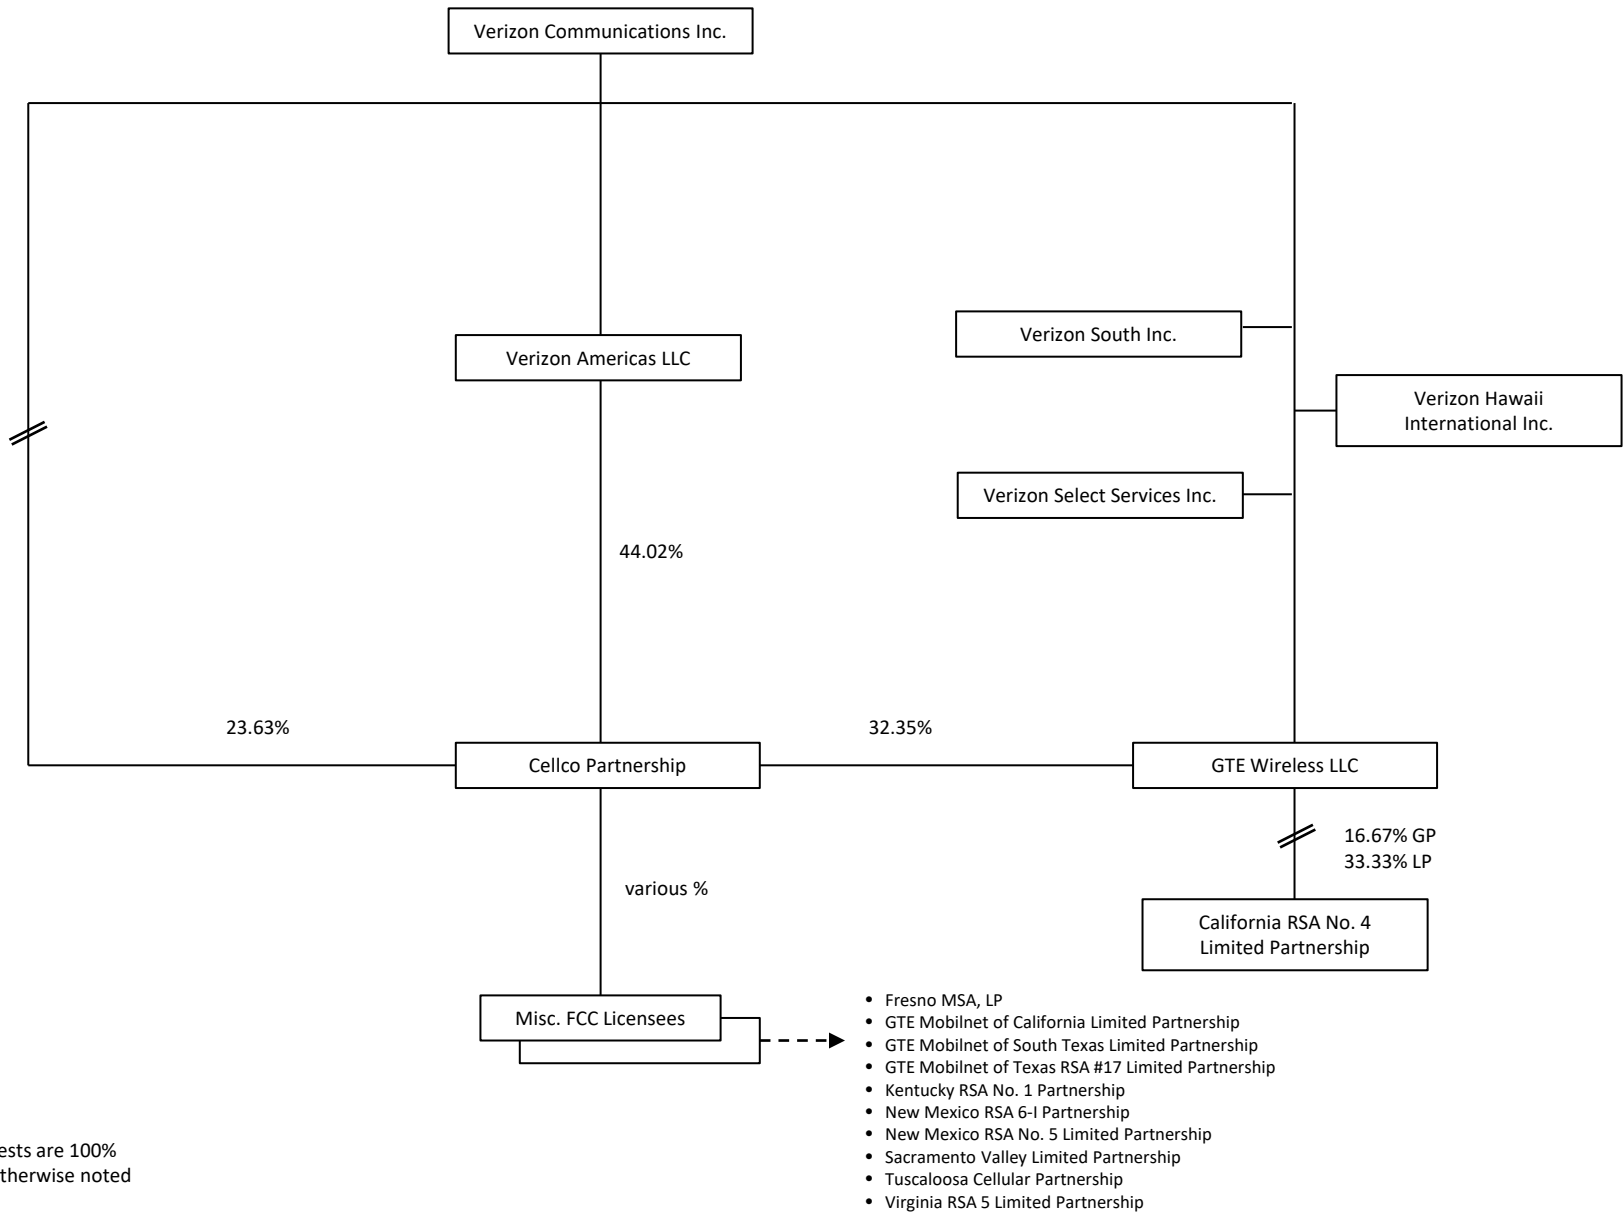 Verizon Communications Inc.
Verizon South Inc.
Verizon Americas LLC
Verizon Hawaii
International Inc.
Verizon Select Services Inc.
44.02%
23.63%
32.35%
Cellco Partnership
GTE Wireless LLC
16.67% GP
33.33% LP
various %
California RSA No. 4
Limited Partnership
Misc. FCC Licensees
• Fresno MSA, LP
• GTE Mobilnet of California Limited Partnership
• GTE Mobilnet of South Texas Limited Partnership
• GTE Mobilnet of Texas RSA #17 Limited Partnership
• Kentucky RSA No. 1 Partnership
• New Mexico RSA 6-I Partnership
• New Mexico RSA No. 5 Limited Partnership
• Sacramento Valley Limited Partnership
• Tuscaloosa Cellular Partnership
• Virginia RSA 5 Limited Partnership
ests are 100%
therwise noted